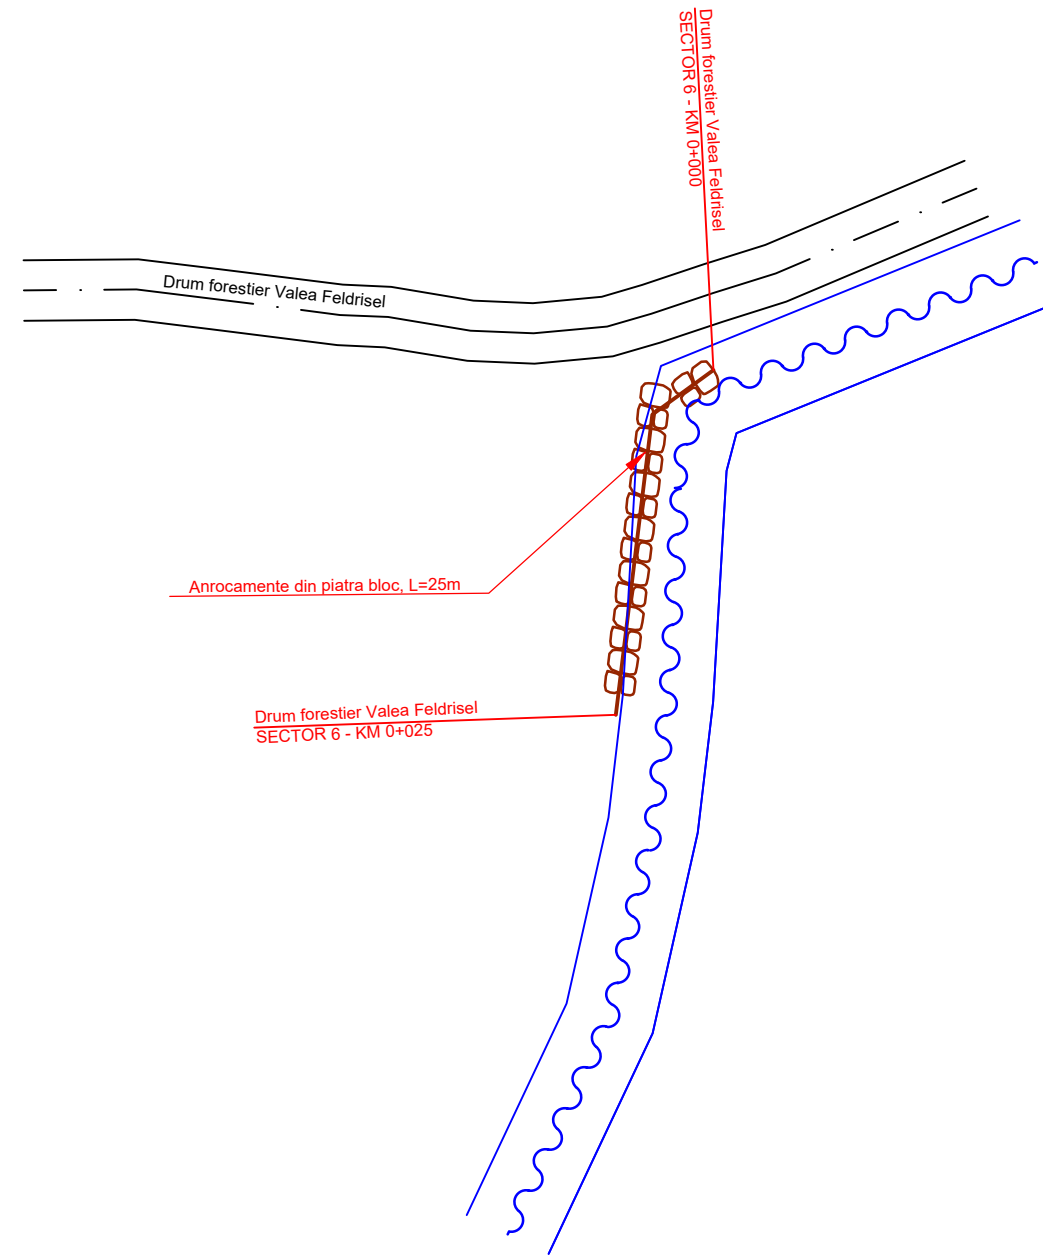 Drum forestier Valea Feldrisel
SECTOR 6 - KM 0+000
Drum forestier Valea Feldrisel
Anrocamente din piatra bloc, L=25m
Drum forestier Valea Feldrisel
SECTOR 6 - KM 0+025